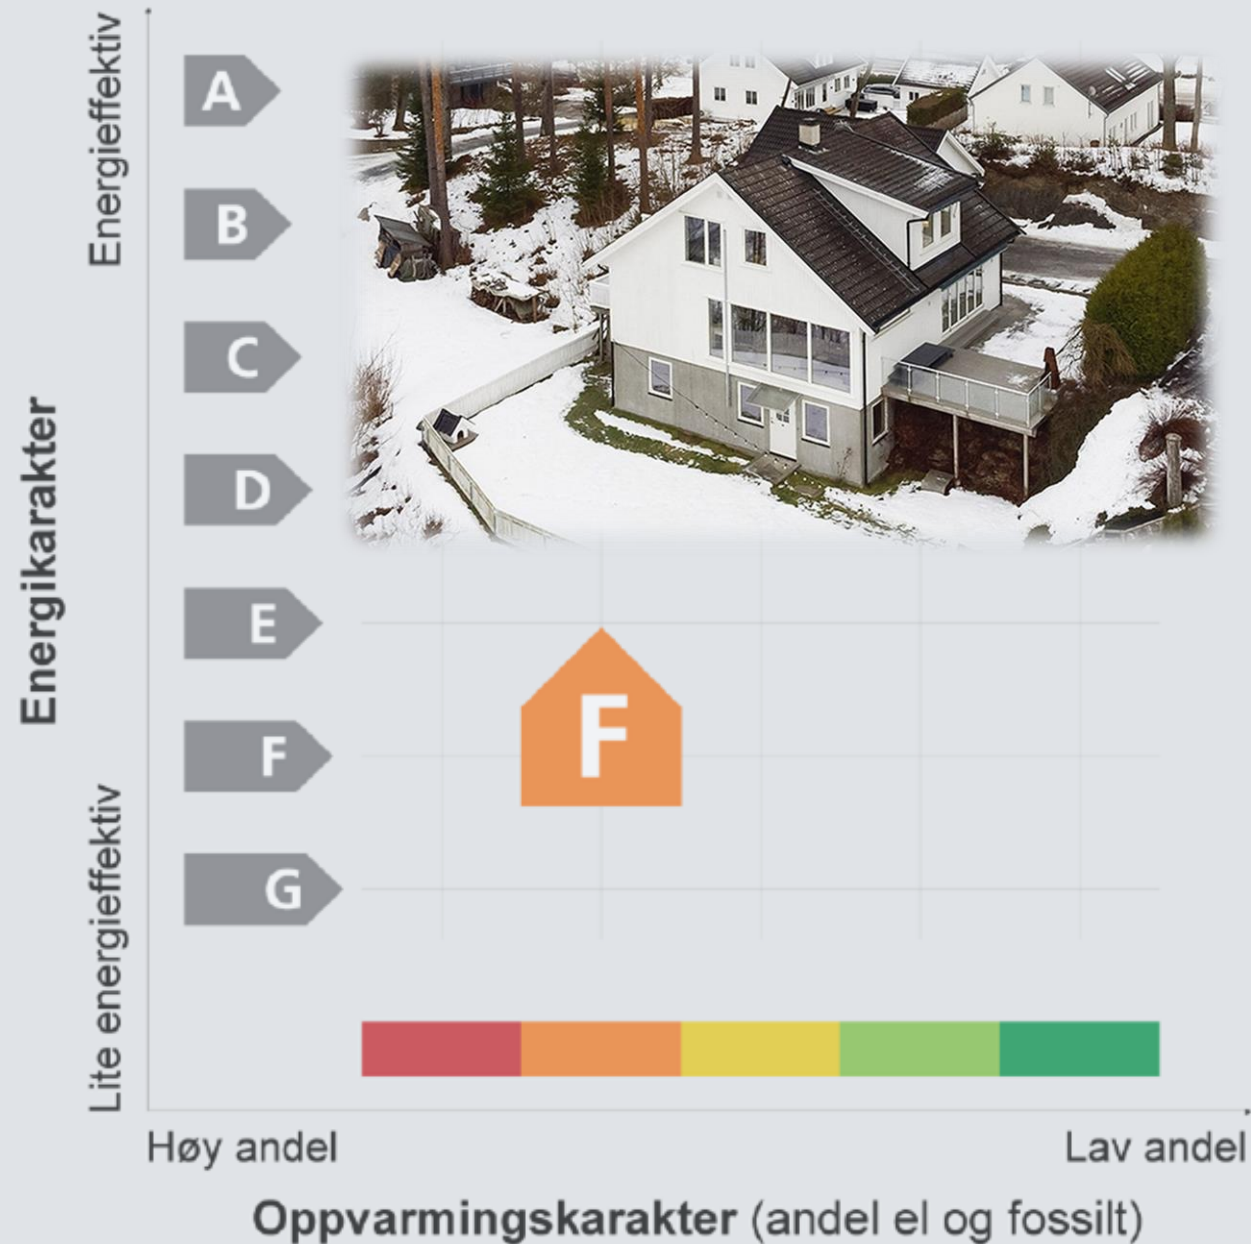 Energikarakter
Energieffektiv
Lite energieffektiv
A
B
C
D
E
F
G
F
Høy andel
Lav andel
Oppvarmingskarakter (andel el og fossilt)